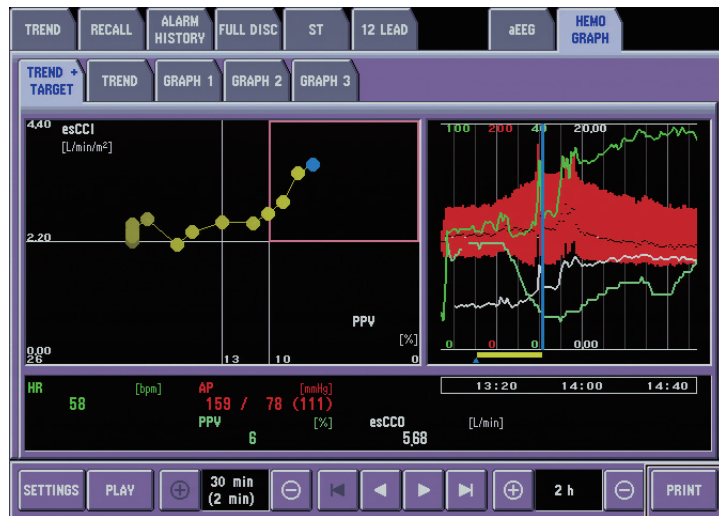 TREND RECALL ALARM HISTORY FULL DISC ST 12 LEAD aEEG HEMO GRAPH
TREND + TARGET TREND GRAPH 1 GRAPH 2 GRAPH 3
4,40 esCCI
[L/min/m²]
2,20
PPV
[%]
0,00
26 13 10 0
100 200 40 20,00
0 0 0 0,00
HR [bpm] AP [mmHg]
58 159 / 78 (111)
PPV [%] esCCO [L/min]
6 5,68
13:20 14:00 14:40
SETTINGS PLAY 30 min (2 min) 2 h PRINT